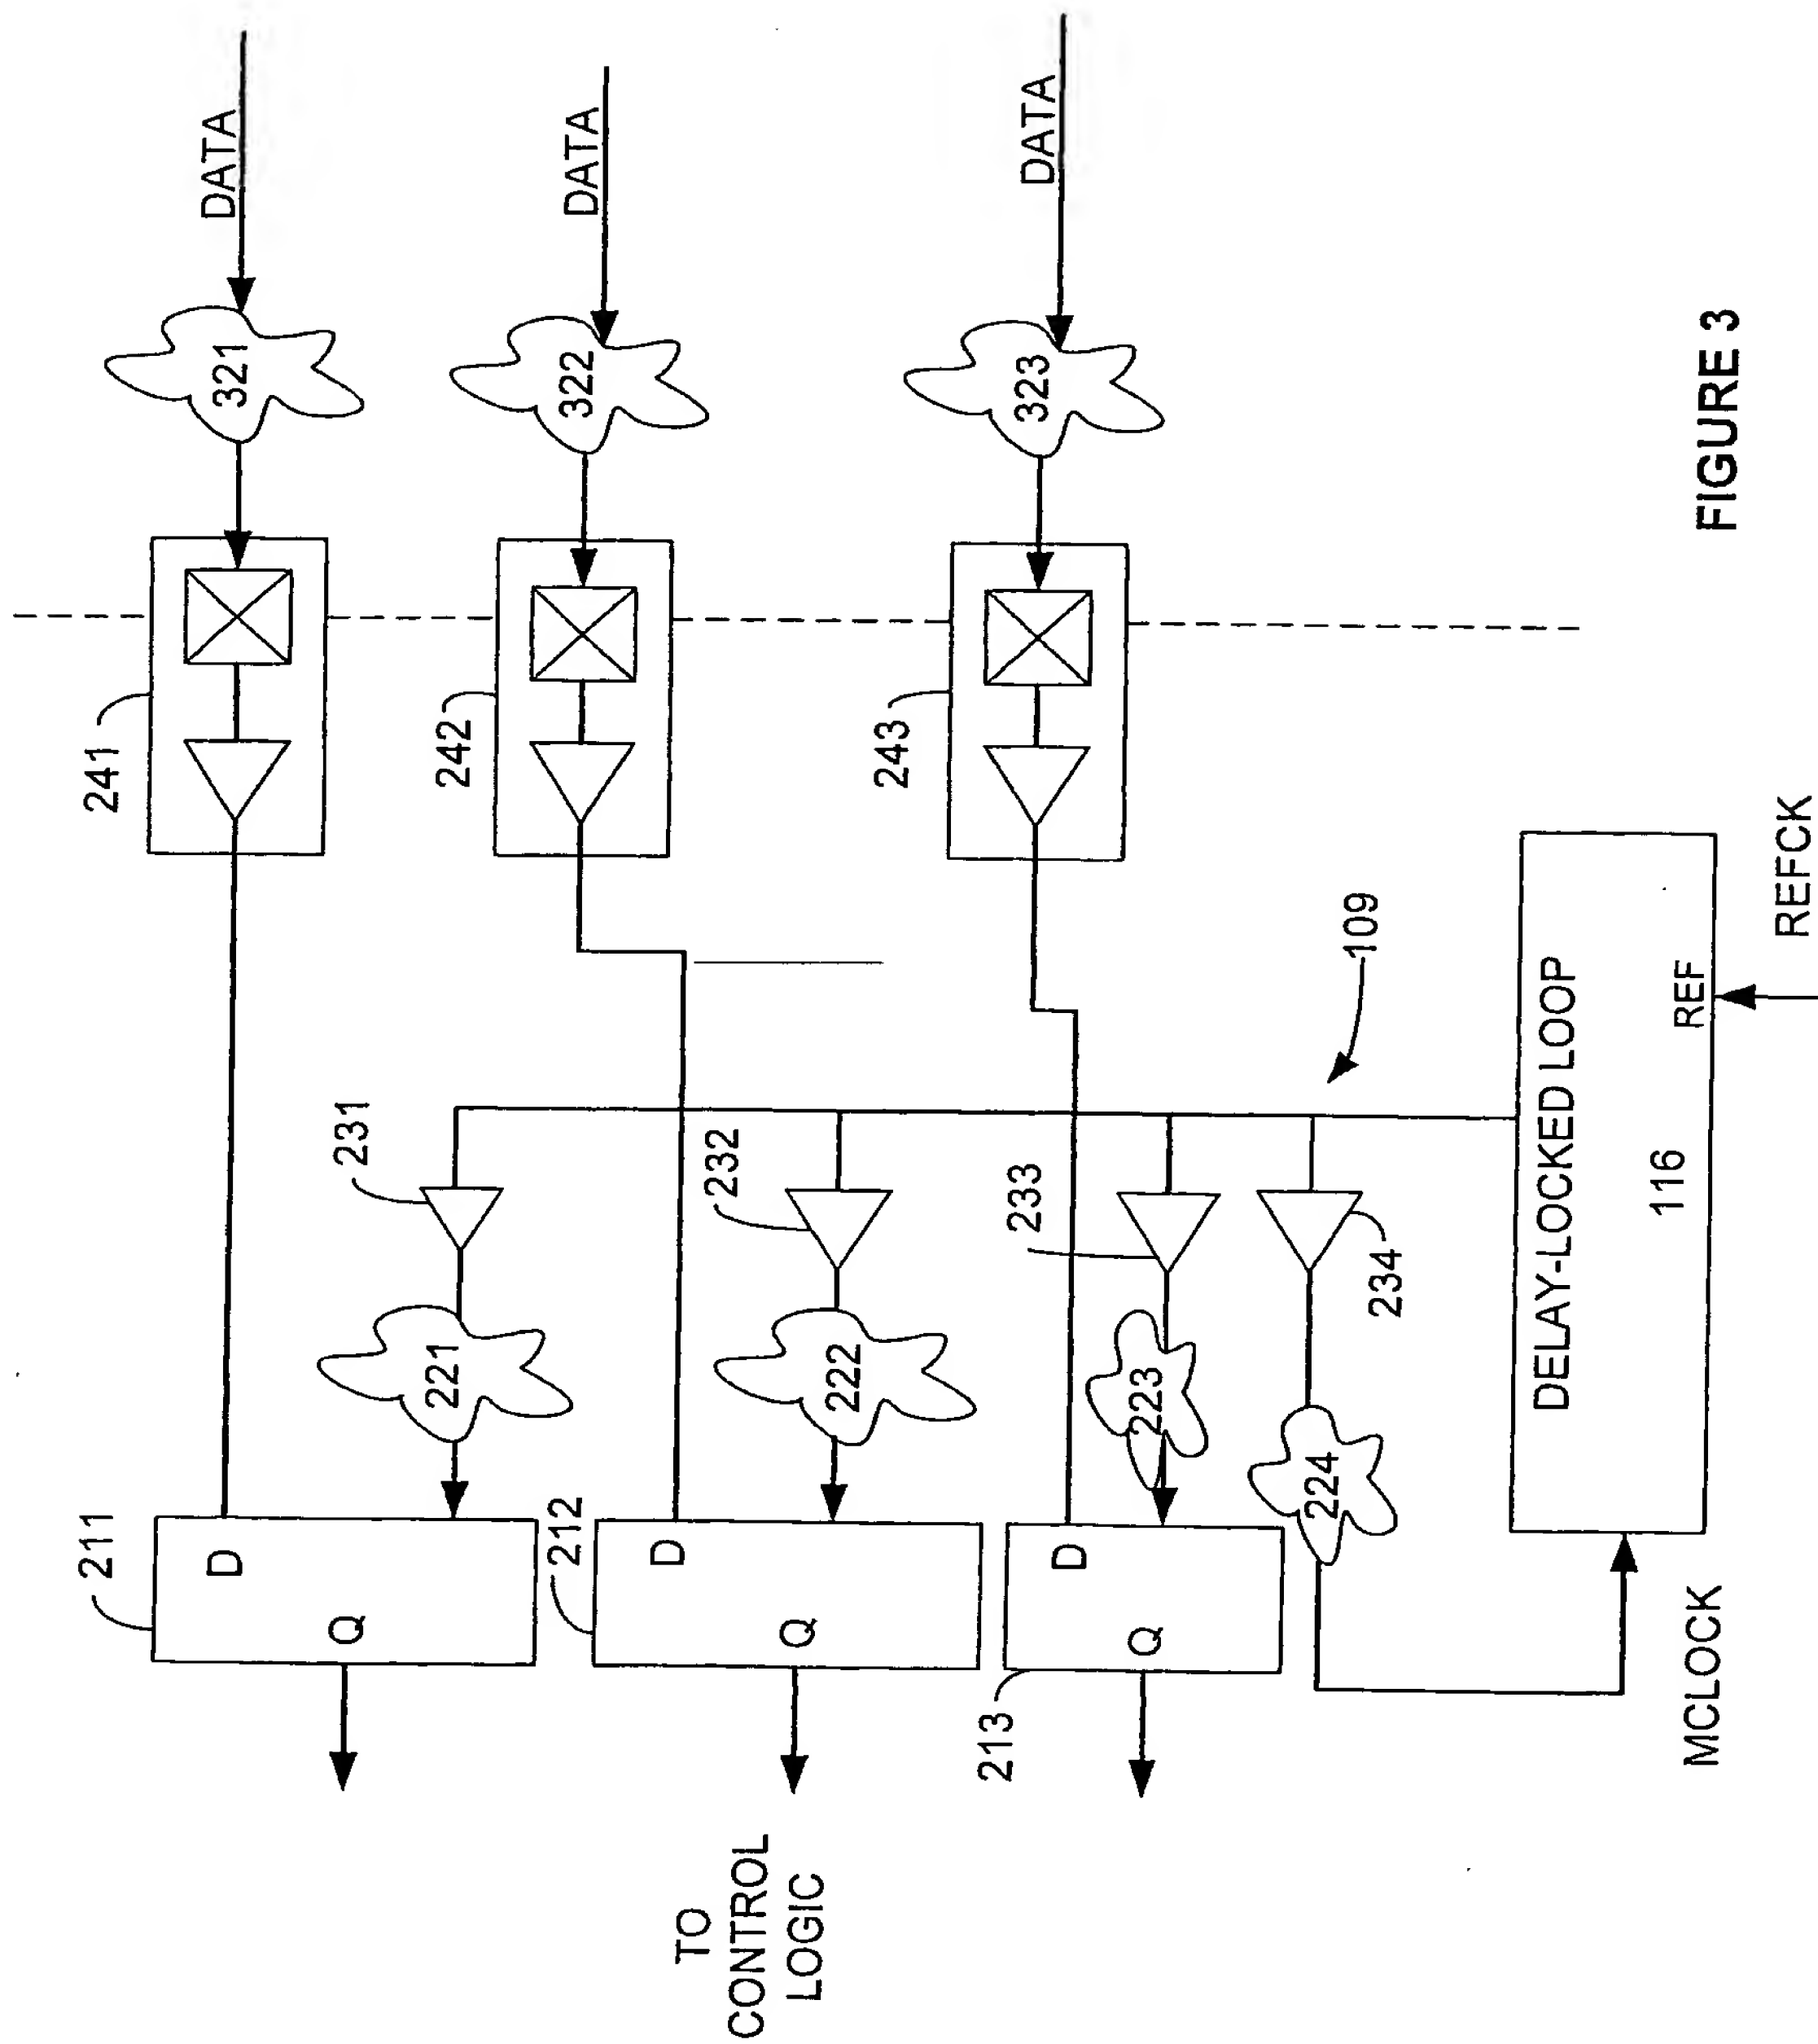 DATA
321
241
211
D
Q
231
221
DATA
322
242
212
D
Q
232
222
TO
CONTROL
LOGIC
DATA
323
243
213
D
Q
233
223
234
224
109
DELAY-LOCKED LOOP
116
REF
REFCK
MCLOCK
FIGURE 3